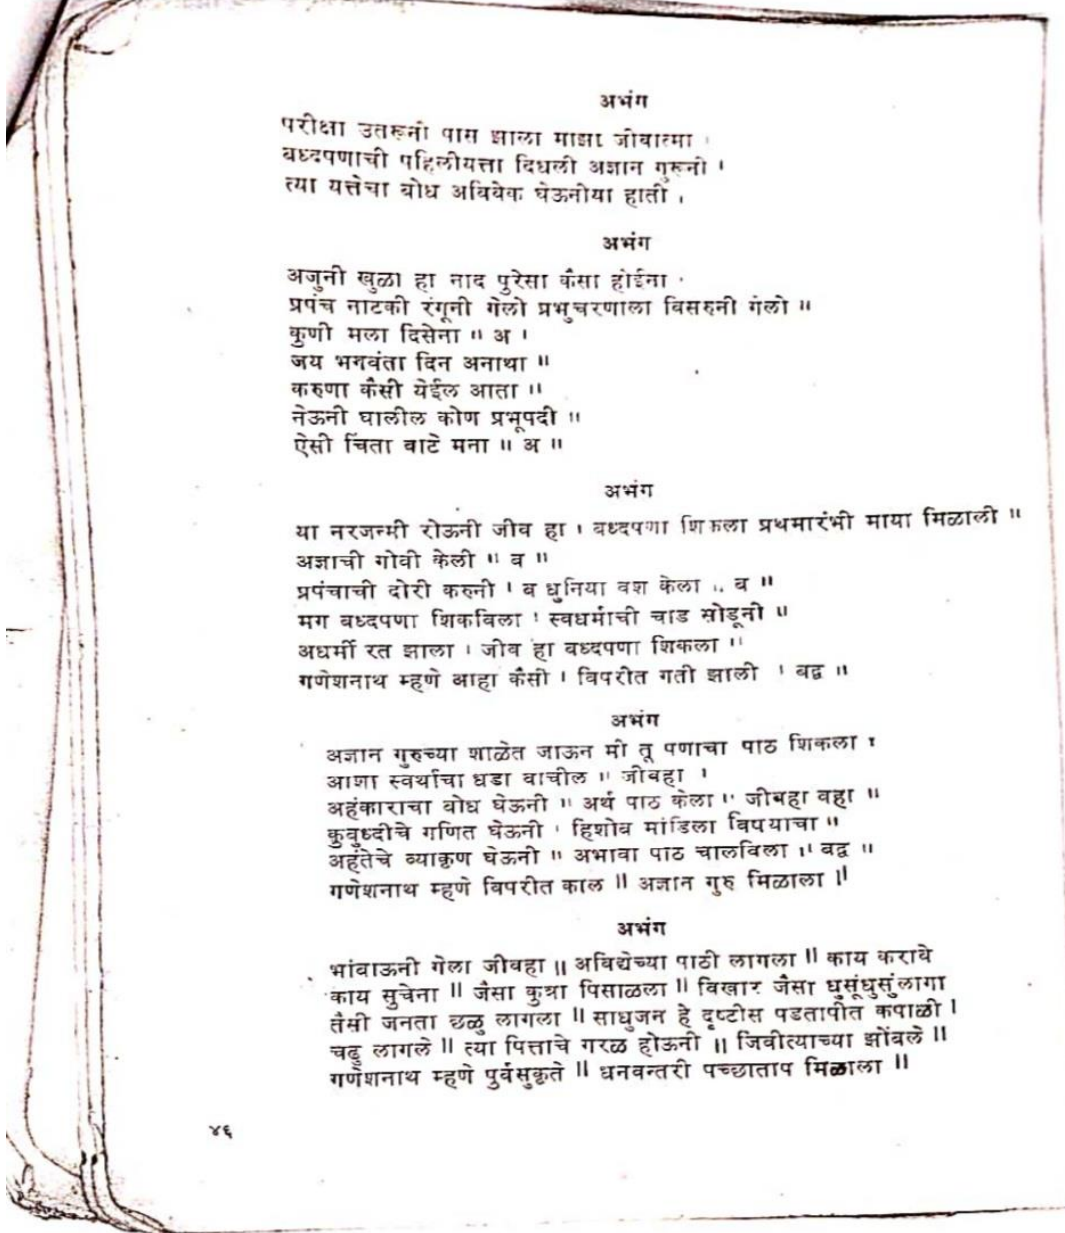 अभंग
परीक्षा उतरूनी पास झाला माझा जीवात्मा ।
बध्दपणाची पहिलीयत्ता दिधली अज्ञान गुरूनी ।
त्या यत्तेचा बोध अविवेक घेऊनीया हाती ।
अभंग
अजुनी खुळा हा नाद पुरेसा कैसा होईना ।
प्रपंच नाटकी रंगूनी गेलो प्रभुचरणाला विसरुनी गेलो ॥
कुणी मला दिसेना ॥ अ ।
जय भगवंता दिन अनाथा ॥
करुणा कैसी येईल आता ॥
नेऊनी घालील कोण प्रभूपदी ॥
ऐसी चिंता वाटे मना ॥ अ ॥
अभंग
या नरजन्मी रोऊनी जीव हा । बध्दपणा शिकला प्रथमारंभी माया मिळाली ॥
अज्ञाची गोवी केली ॥ ब ॥
प्रपंचाची दोरी करुनी । ब धुनिया वश केला ॥ ब ॥
मग बध्दपणा शिकविला । स्वधर्माची चाड सोडूनी ॥
अधर्मी रत झाला । जीव हा बध्दपणा शिकला ॥
गणेशनाथ म्हणे आहा कैसी । विपरीत गती झाली । बद्व ॥
अभंग
अज्ञान गुरुच्या शाळेत जाऊन मी तू पणाचा पाठ शिकला ।
आशा स्वर्थाचा धडा वाचील ॥ जीवहा ।
अहंकाराचा बोध घेऊनी ॥ अर्थ पाठ केला ॥ जीवहा वहा ॥
कुबुध्दीचे गणित घेऊनी । हिशोब मांडिला विषयाचा ॥
अहंतेचे व्याकृण घेऊनी ॥ अभावा पाठ चालविला ॥ बद्व ॥
गणेशनाथ म्हणे विपरीत काल ॥ अज्ञान गुरु मिळाला ॥
अभंग
भांबाऊनी गेला जीवहा ॥ अविद्येच्या पाठी लागला ॥ काय करावे
काय सुचेना ॥ जैसा कुत्रा पिसाळला ॥ विखार जैसा धुसूंधुसुंलागा
तैसी जनता छळु लागला ॥ साधुजन हे दृष्टीस पडतापीत कपाळी ।
चढु लागले ॥ त्या पित्ताचे गरळ होऊनी ॥ जिवीत्याच्या झोंबले ॥
गणेशनाथ म्हणे पुर्वसुकृते ॥ धनवन्तरी पच्छाताप मिळाला ॥
४६